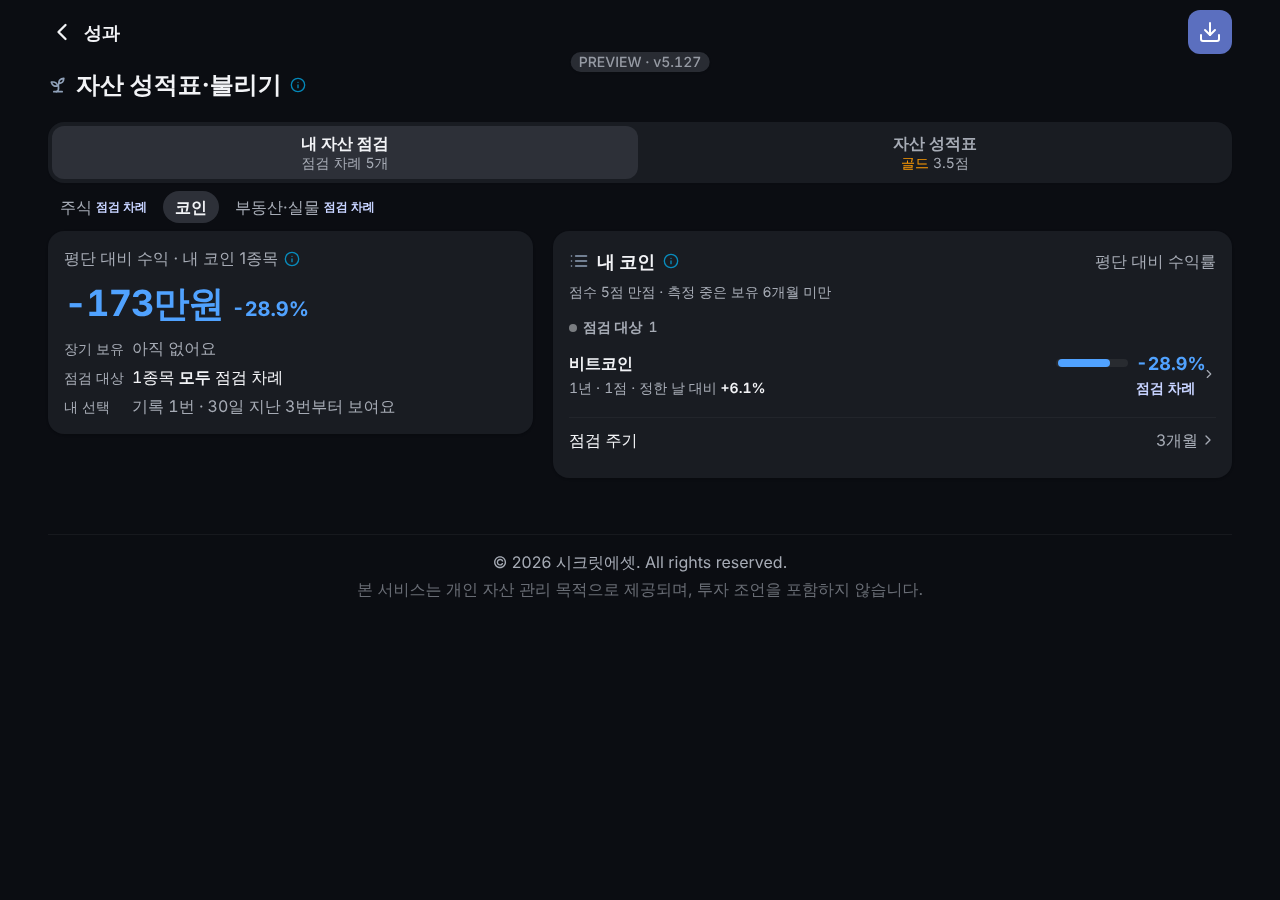 성과
PREVIEW · v5.127
자산 성적표·불리기
내 자산 점검
점검 차례 5개
자산 성적표
골드 3.5점
주식 점검 차례
코인
부동산·실물 점검 차례
평단 대비 수익 · 내 코인 1종목
-173만원 -28.9%
장기 보유 아직 없어요
점검 대상 1종목 모두 점검 차례
내 선택 기록 1번 · 30일 지난 3번부터 보여요
내 코인
평단 대비 수익률
점수 5점 만점 · 측정 중은 보유 6개월 미만
점검 대상 1
비트코인
-28.9%
1년 · 1점 · 정한 날 대비 +6.1%
점검 차례
점검 주기
3개월
© 2026 시크릿에셋. All rights reserved.
본 서비스는 개인 자산 관리 목적으로 제공되며, 투자 조언을 포함하지 않습니다.